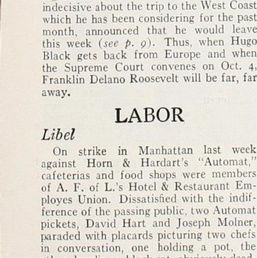 indecisive about the trip to the West Coast
which he has been considering for the past
month, announced that he would leave
this week (see p. 9). Thus, when Hugo
Black gets back from Europe and when
the Supreme Court convenes on Oct. 4,
Franklin Delano Roosevelt will be far, far
away.
LABOR
Libel
On strike in Manhattan last week
against Horn & Hardart's "Automat,"
cafeterias and food shops were members
of A. F. of L.'s Hotel & Restaurant Em-
ployes Union. Dissatisfied with the indif-
ference of the passing public, two Automat
pickets, David Hart and Joseph Molner,
paraded with placards picturing two chefs
in conversation, one holding a pot, the